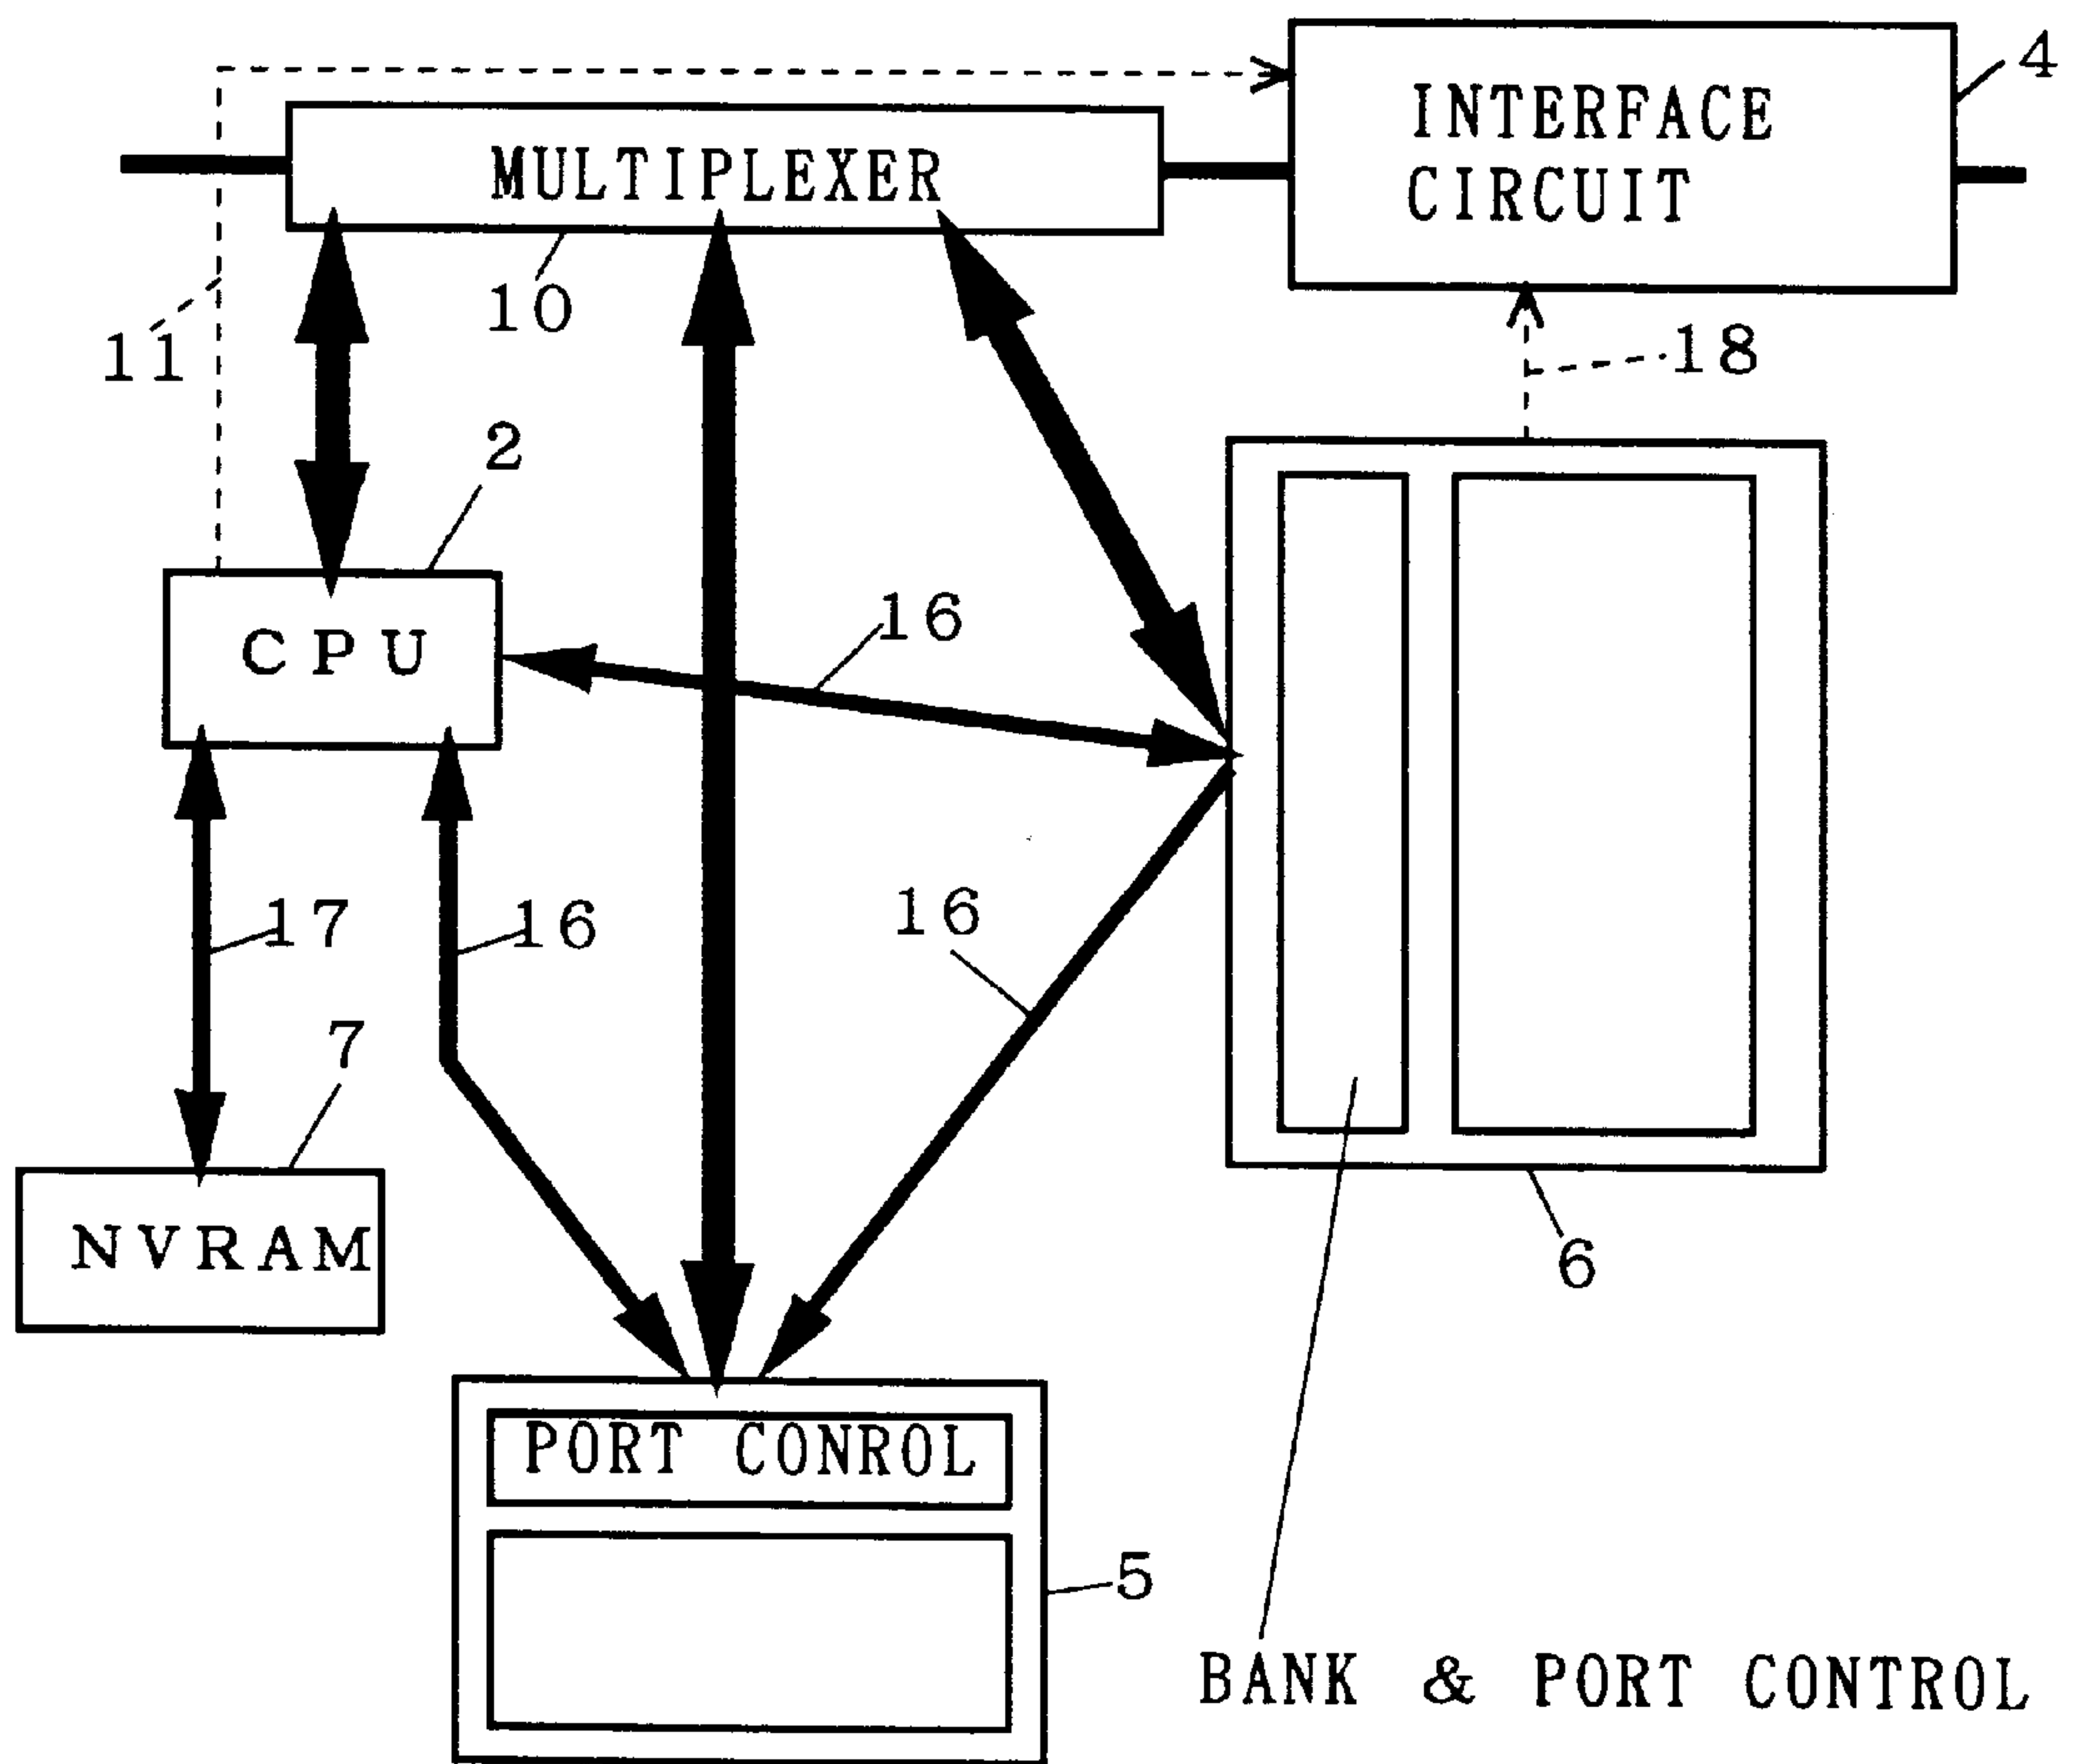 4
INTERFACE
CIRCUIT
MULTIPLEXER
10
11
18
2
CPU
16
17
16
16
7
NVRAM
6
PORT CONROL
5
BANK & PORT CONTROL